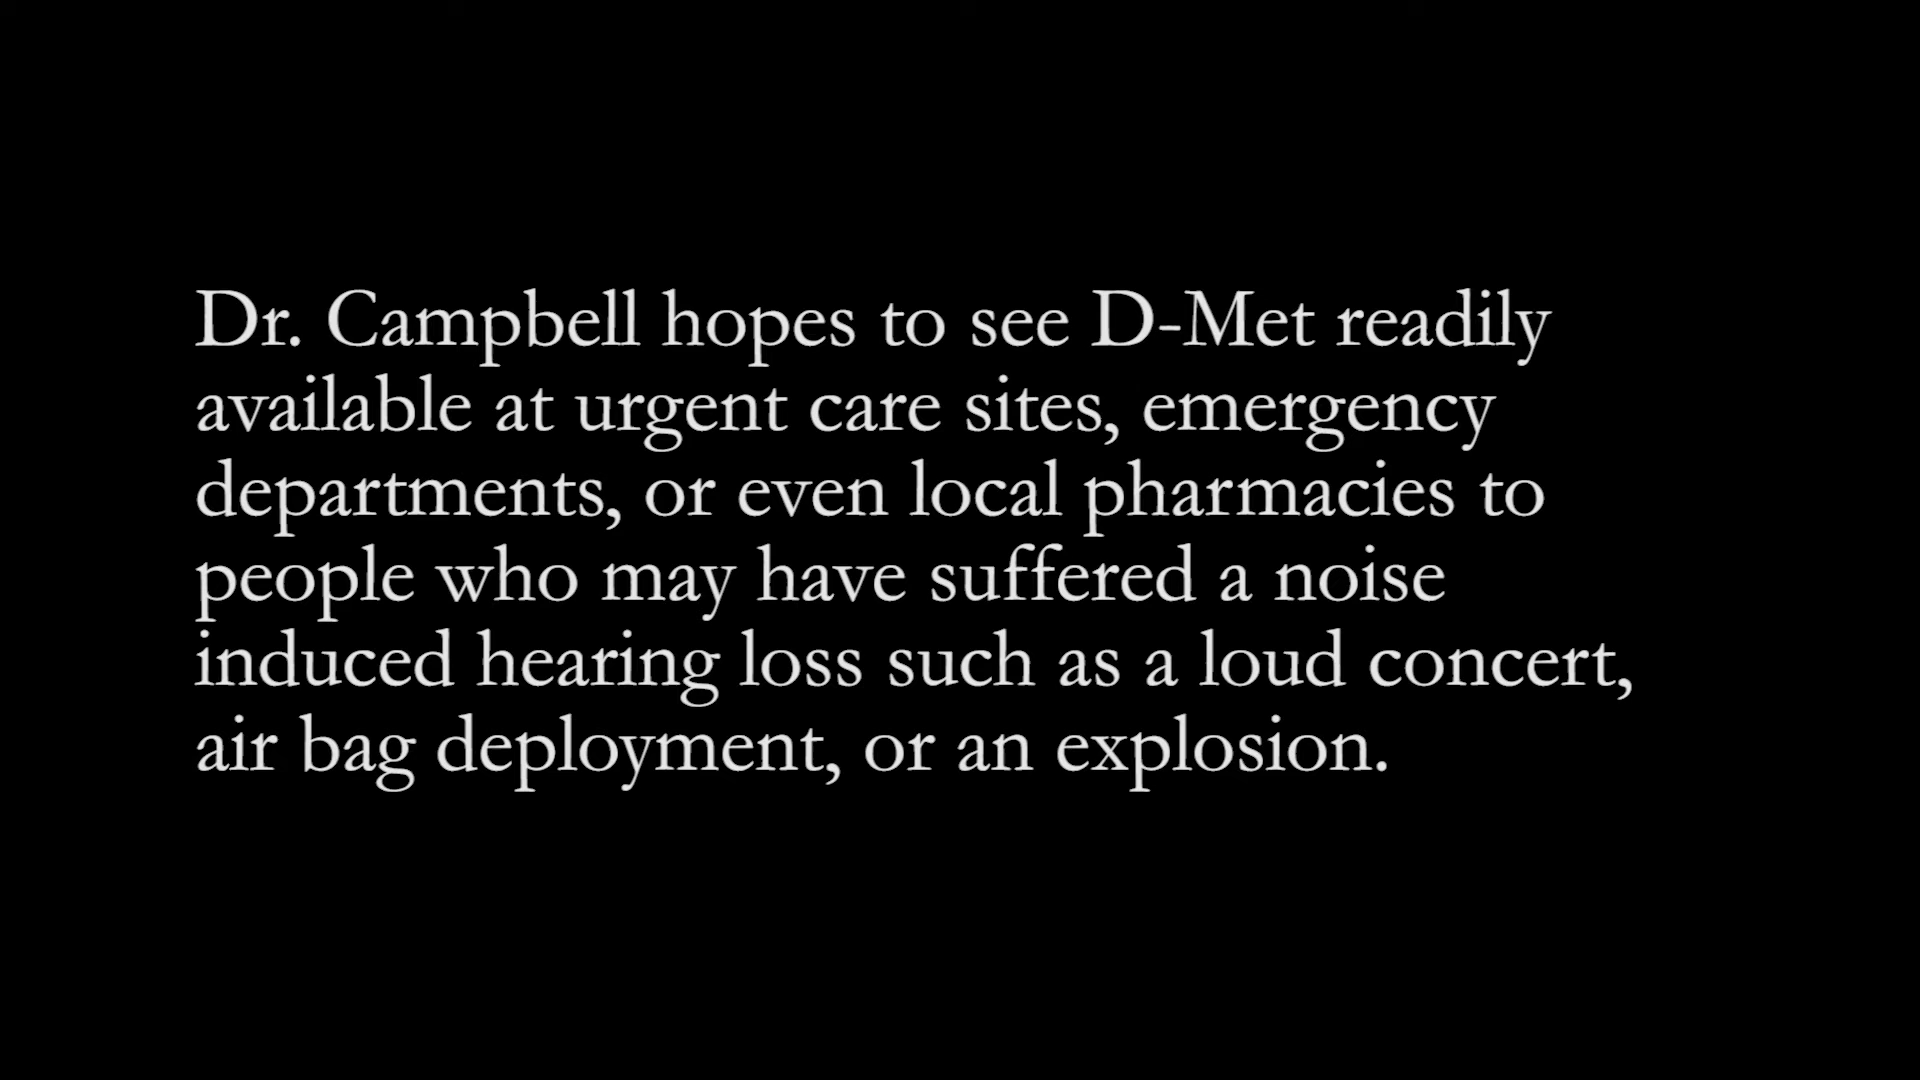 Dr. Campbell hopes to see D-Met readily
available at urgent care sites, emergency
departments, or even local pharmacies to
people who may have suffered a noise
induced hearing loss such as a loud concert,
air bag deployment, or an explosion.